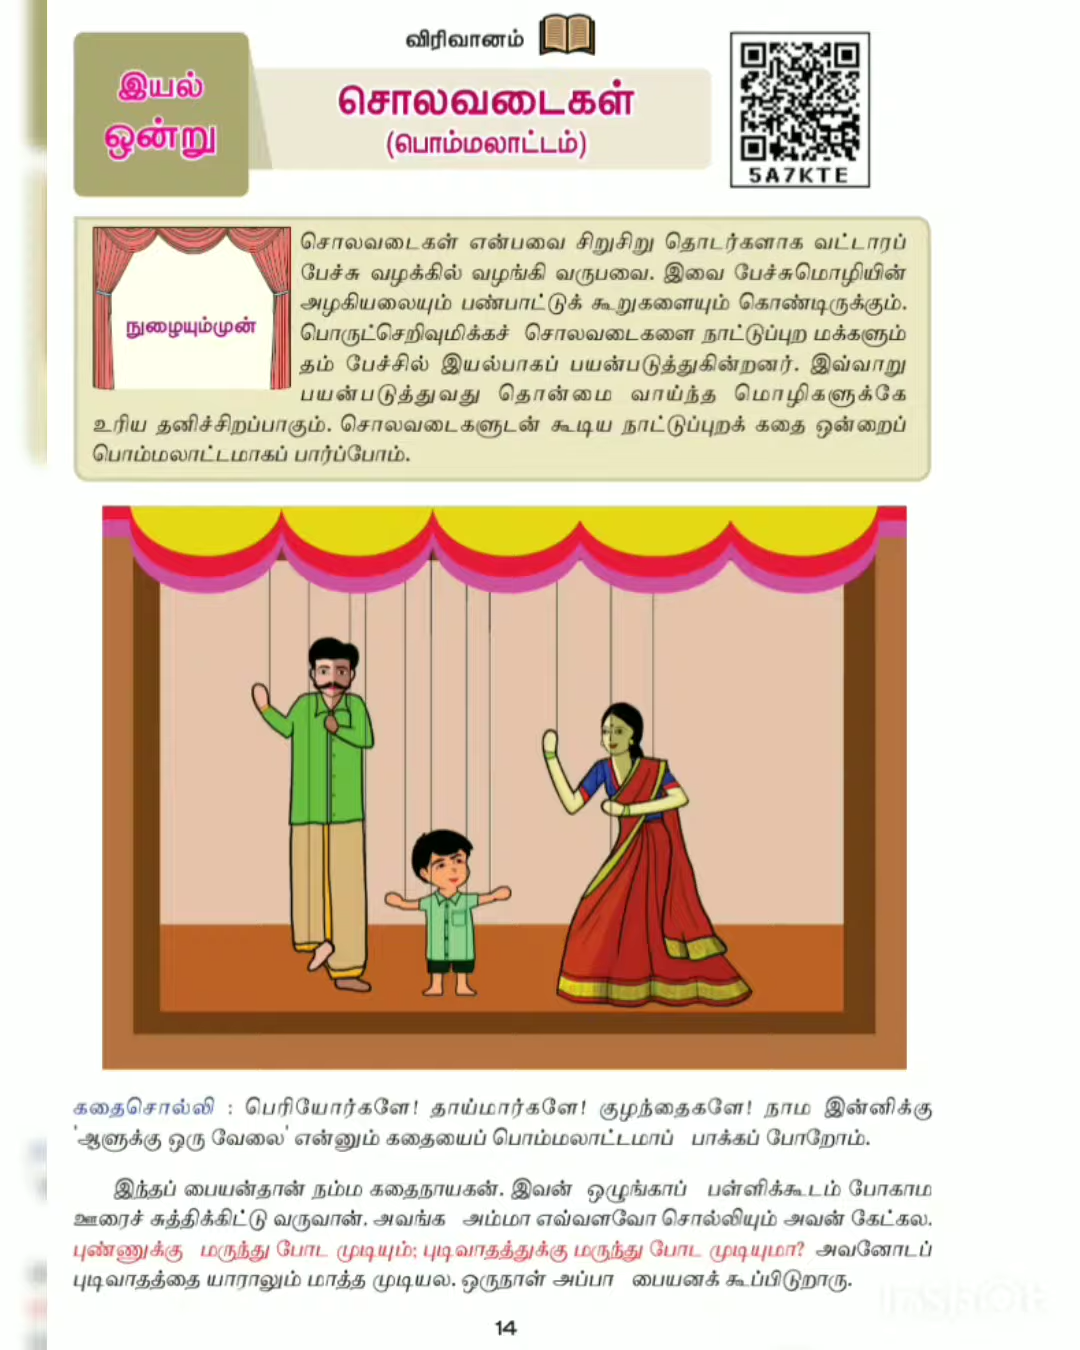 விரிவானம்
இயல்
ஒன்று
சொலவடைகள்
(பொம்மலாட்டம்)
5A7KTE
நுழையும்முன்
சொலவடைகள் என்பவை சிறுசிறு தொடர்களாக வட்டாரப்
பேச்சு வழக்கில் வழங்கி வருபவை. இவை பேச்சுமொழியின்
அழகியலையும் பண்பாட்டுக் கூறுகளையும் கொண்டிருக்கும்.
பொருட்செறிவுமிக்கச் சொலவடைகளை நாட்டுப்புற மக்களும்
தம் பேச்சில் இயல்பாகப் பயன்படுத்துகின்றனர். இவ்வாறு
பயன்படுத்துவது தொன்மை வாய்ந்த மொழிகளுக்கே
உரிய தனிச்சிறப்பாகும். சொலவடைகளுடன் கூடிய நாட்டுப்புறக் கதை ஒன்றைப்
பொம்மலாட்டமாகப் பார்ப்போம்.
கதைசொல்லி : பெரியோர்களே! தாய்மார்களே! குழந்தைகளே! நாம இன்னிக்கு
'ஆளுக்கு ஒரு வேலை' என்னும் கதையைப் பொம்மலாட்டமாப் பாக்கப் போறோம்.
இந்தப் பையன்தான் நம்ம கதைநாயகன். இவன் ஒழுங்காப் பள்ளிக்கூடம் போகாம
ஊரைச் சுத்திக்கிட்டு வருவான். அவங்க அம்மா எவ்வளவோ சொல்லியும் அவன் கேட்கல.
புண்ணுக்கு மருந்து போட முடியும்; புடிவாதத்துக்கு மருந்து போட முடியுமா? அவனோடப்
புடிவாதத்தை யாராலும் மாத்த முடியல. ஒருநாள் அப்பா பையனக் கூப்பிடுறாரு.
14